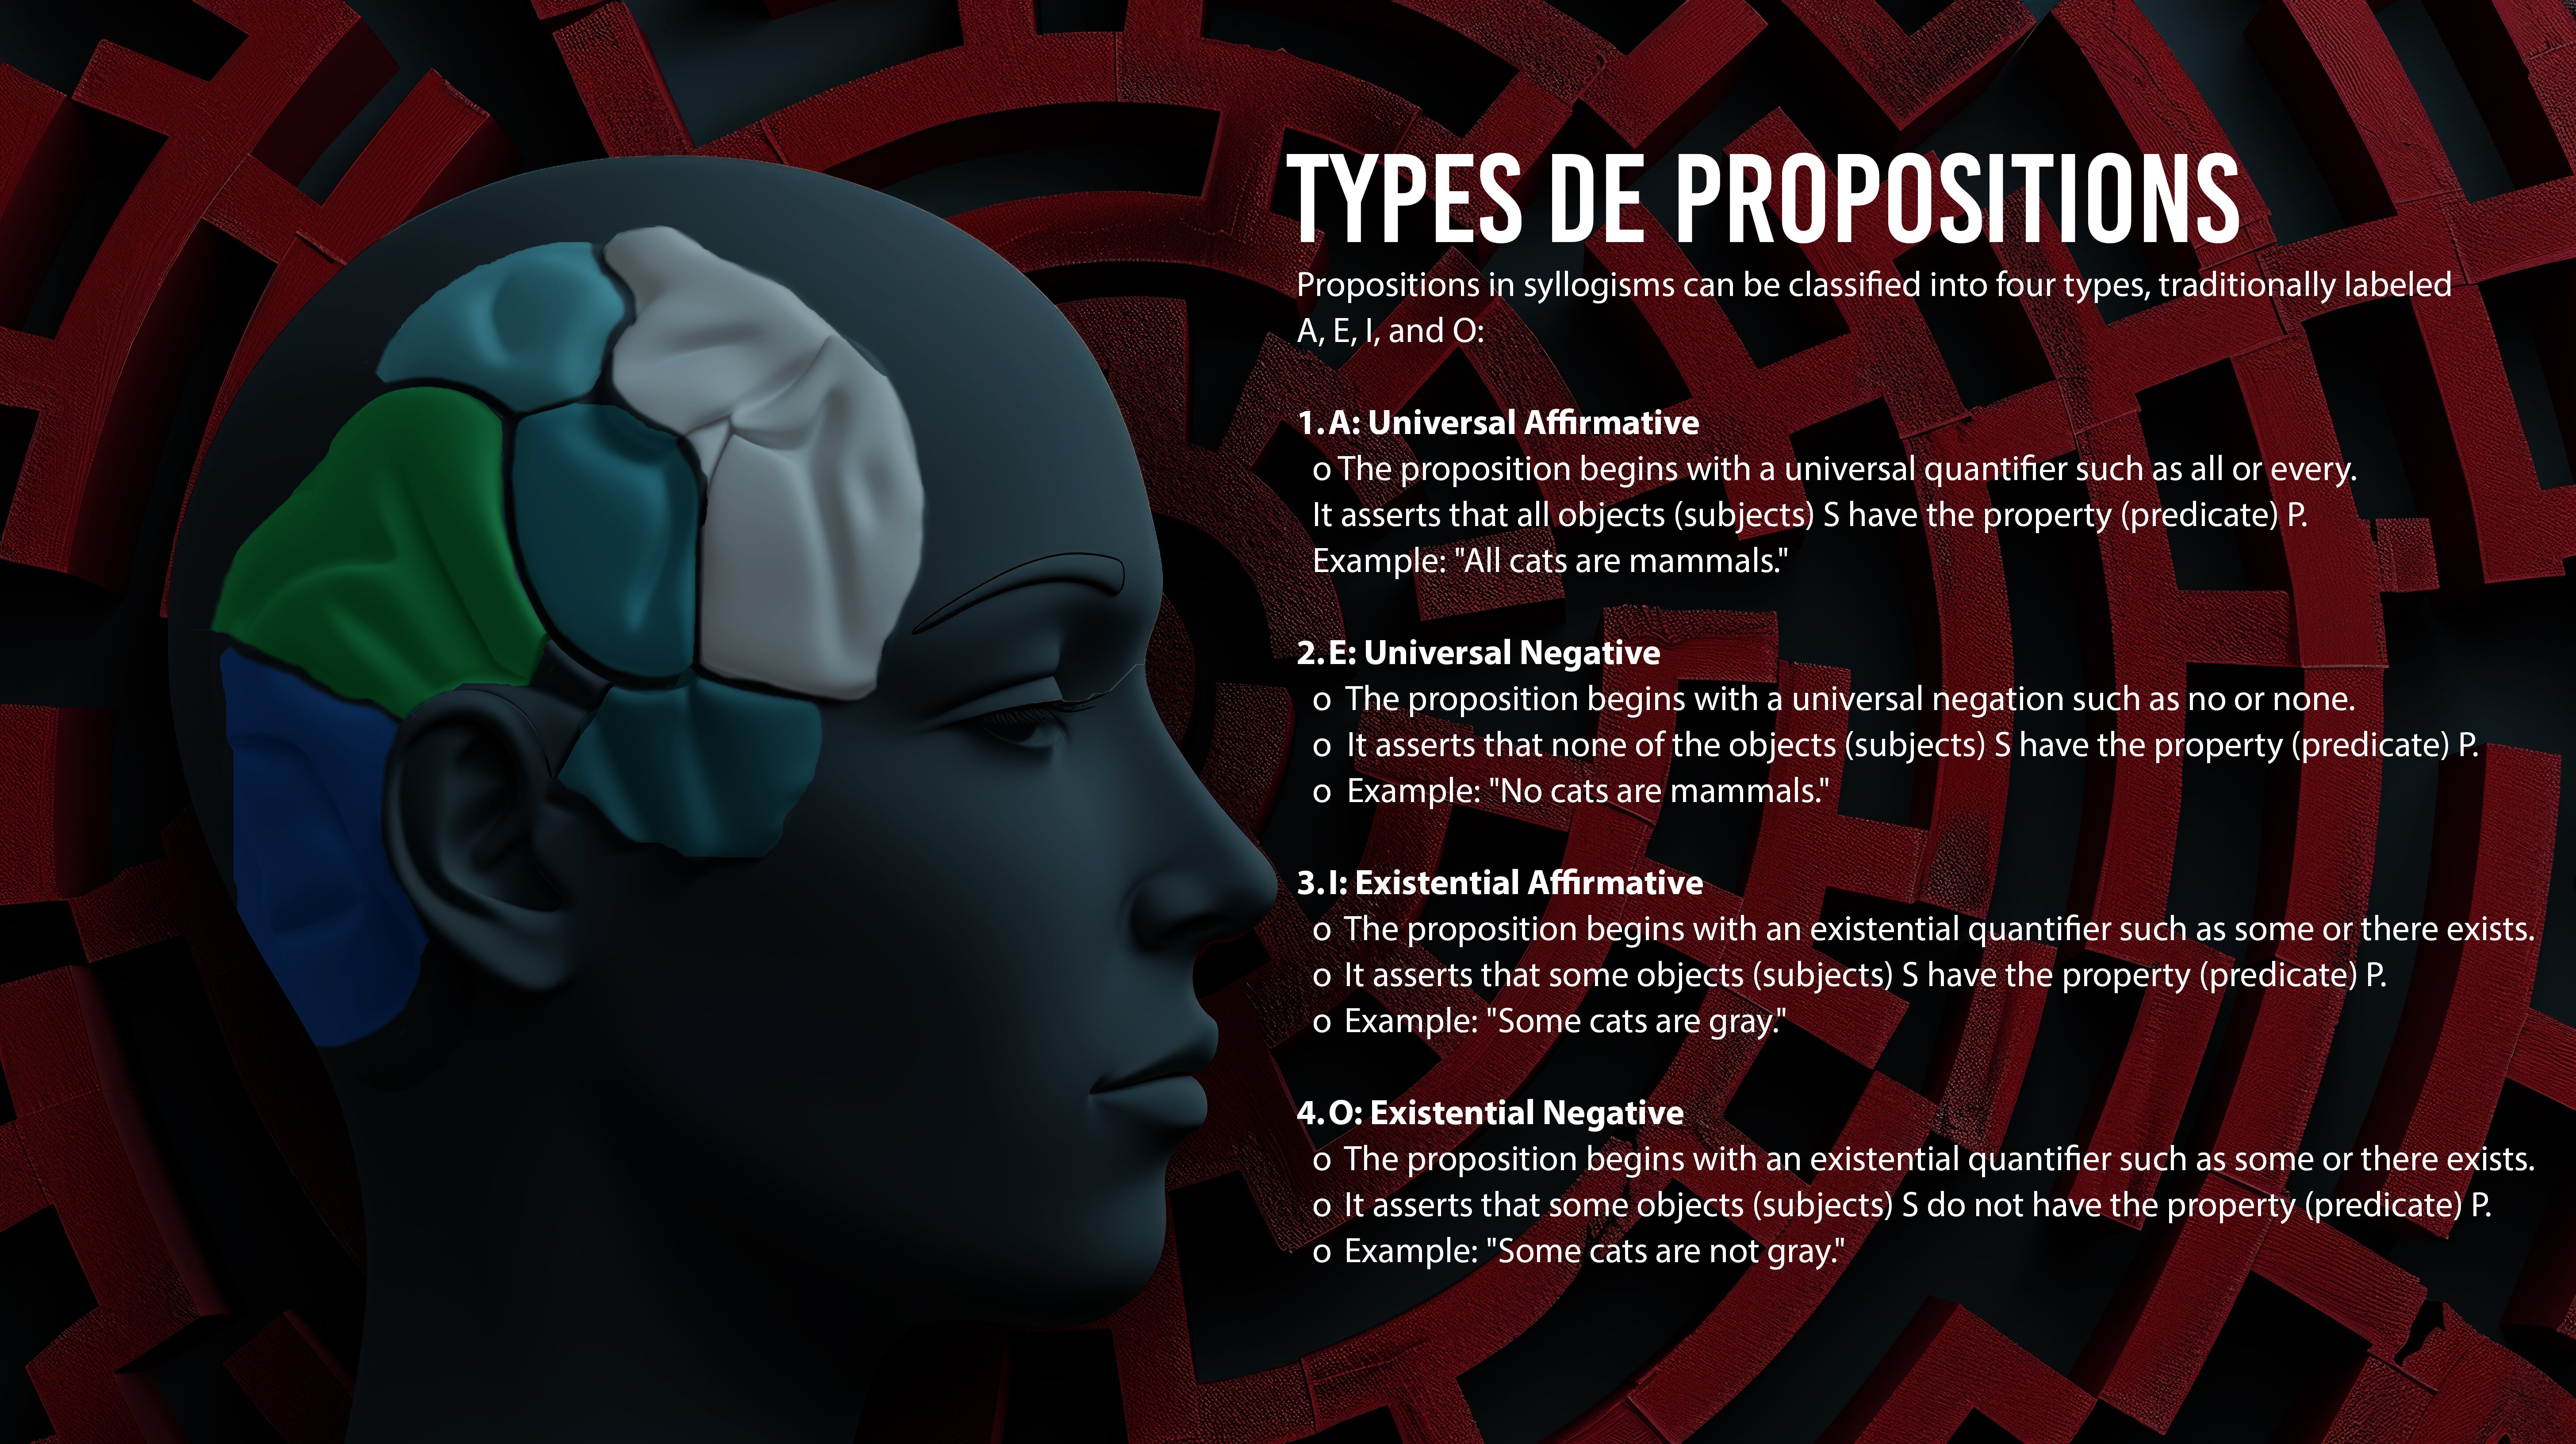 TYPES DE PROPOSITIONS
Propositions in syllogisms can be classified into four types, traditionally labeled
A, E, I, and O:
1. A: Universal Affirmative
o The proposition begins with a universal quantifier such as all or every.
It asserts that all objects (subjects) S have the property (predicate) P.
Example: "All cats are mammals."
2. E: Universal Negative
o The proposition begins with a universal negation such as no or none.
o It asserts that none of the objects (subjects) S have the property (predicate) P.
o Example: "No cats are mammals."
3. I: Existential Affirmative
o The proposition begins with an existential quantifier such as some or there exists.
o It asserts that some objects (subjects) S have the property (predicate) P.
o Example: "Some cats are gray."
4. O: Existential Negative
o The proposition begins with an existential quantifier such as some or there exists.
o It asserts that some objects (subjects) S do not have the property (predicate) P.
o Example: "Some cats are not gray."